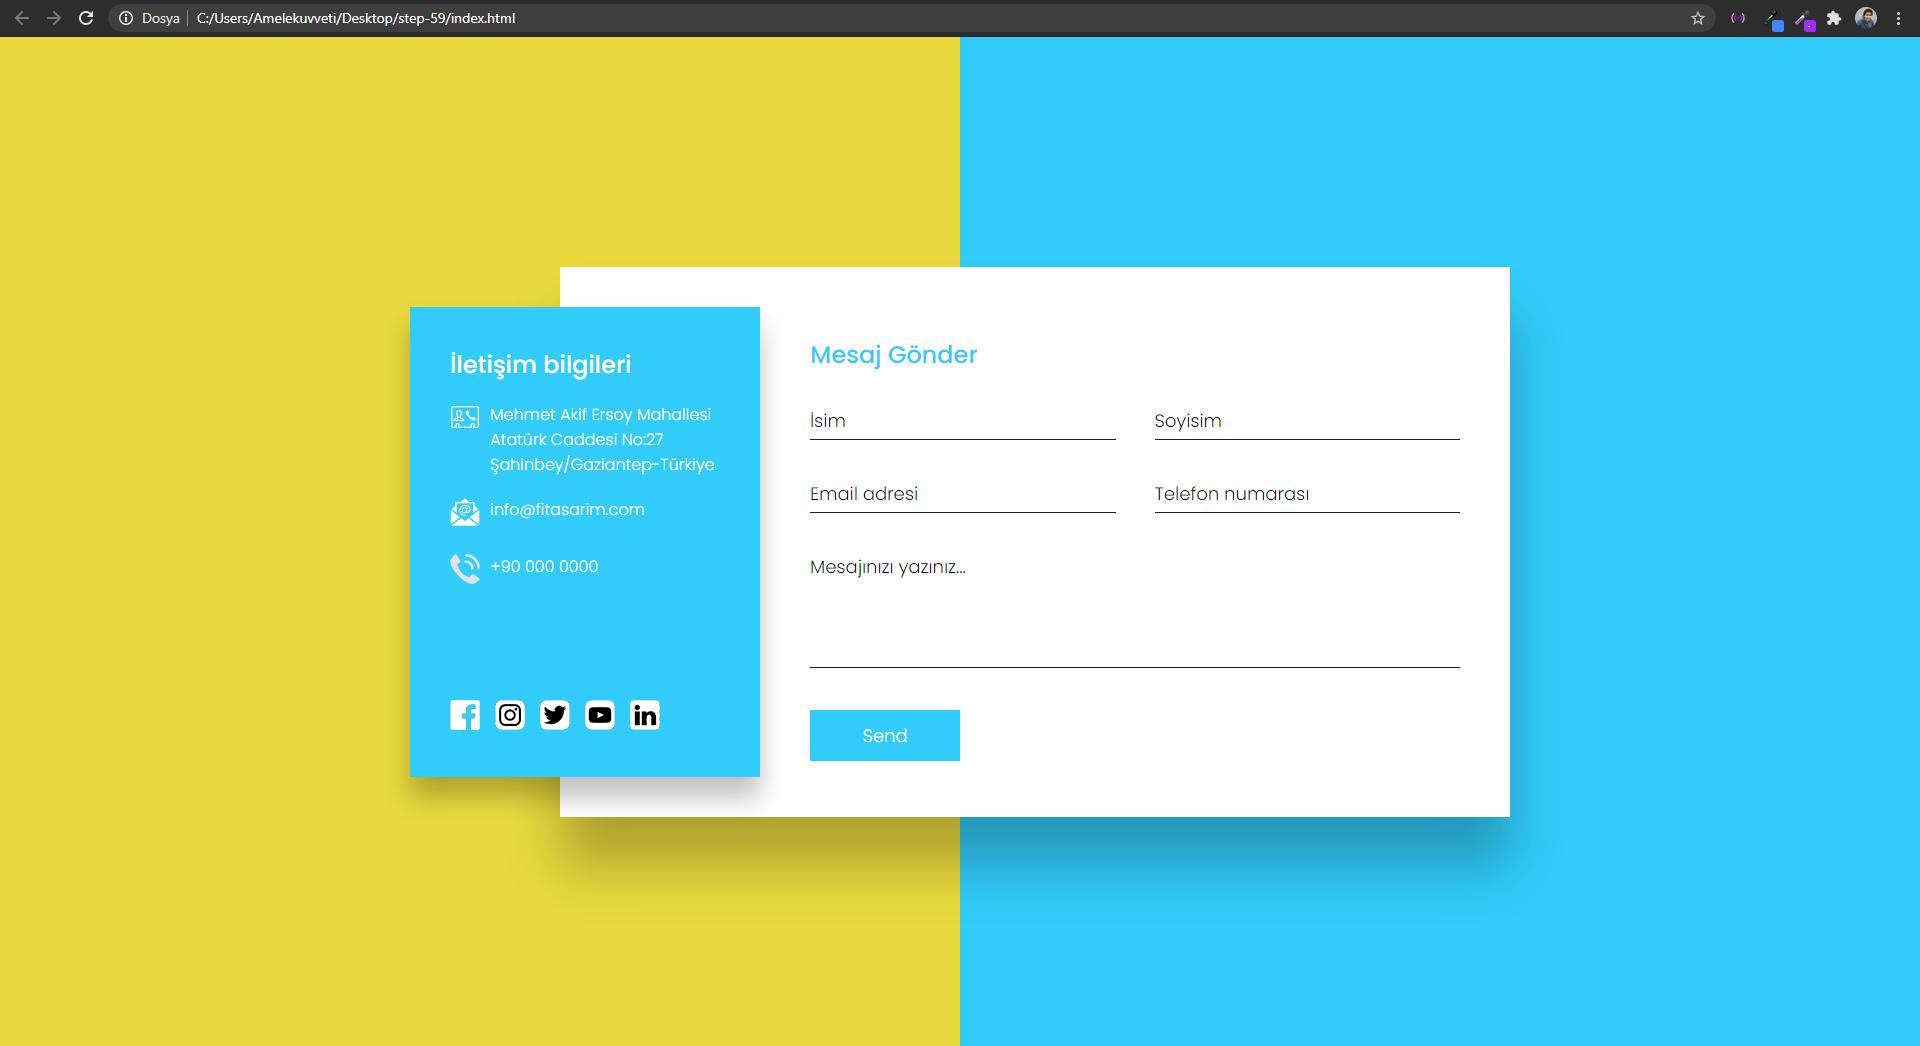 Dosya | C:/Users/Amelekuvveti/Desktop/step-59/index.html
İletişim bilgileri
Mehmet Akif Ersoy Mahallesi
Atatürk Caddesi No:27
Şahinbey/Gaziantep-Türkiye
info@fitasarim.com
+90 000 0000
Mesaj Gönder
İsim
Soyisim
Email adresi
Telefon numarası
Mesajınızı yazınız...
Send